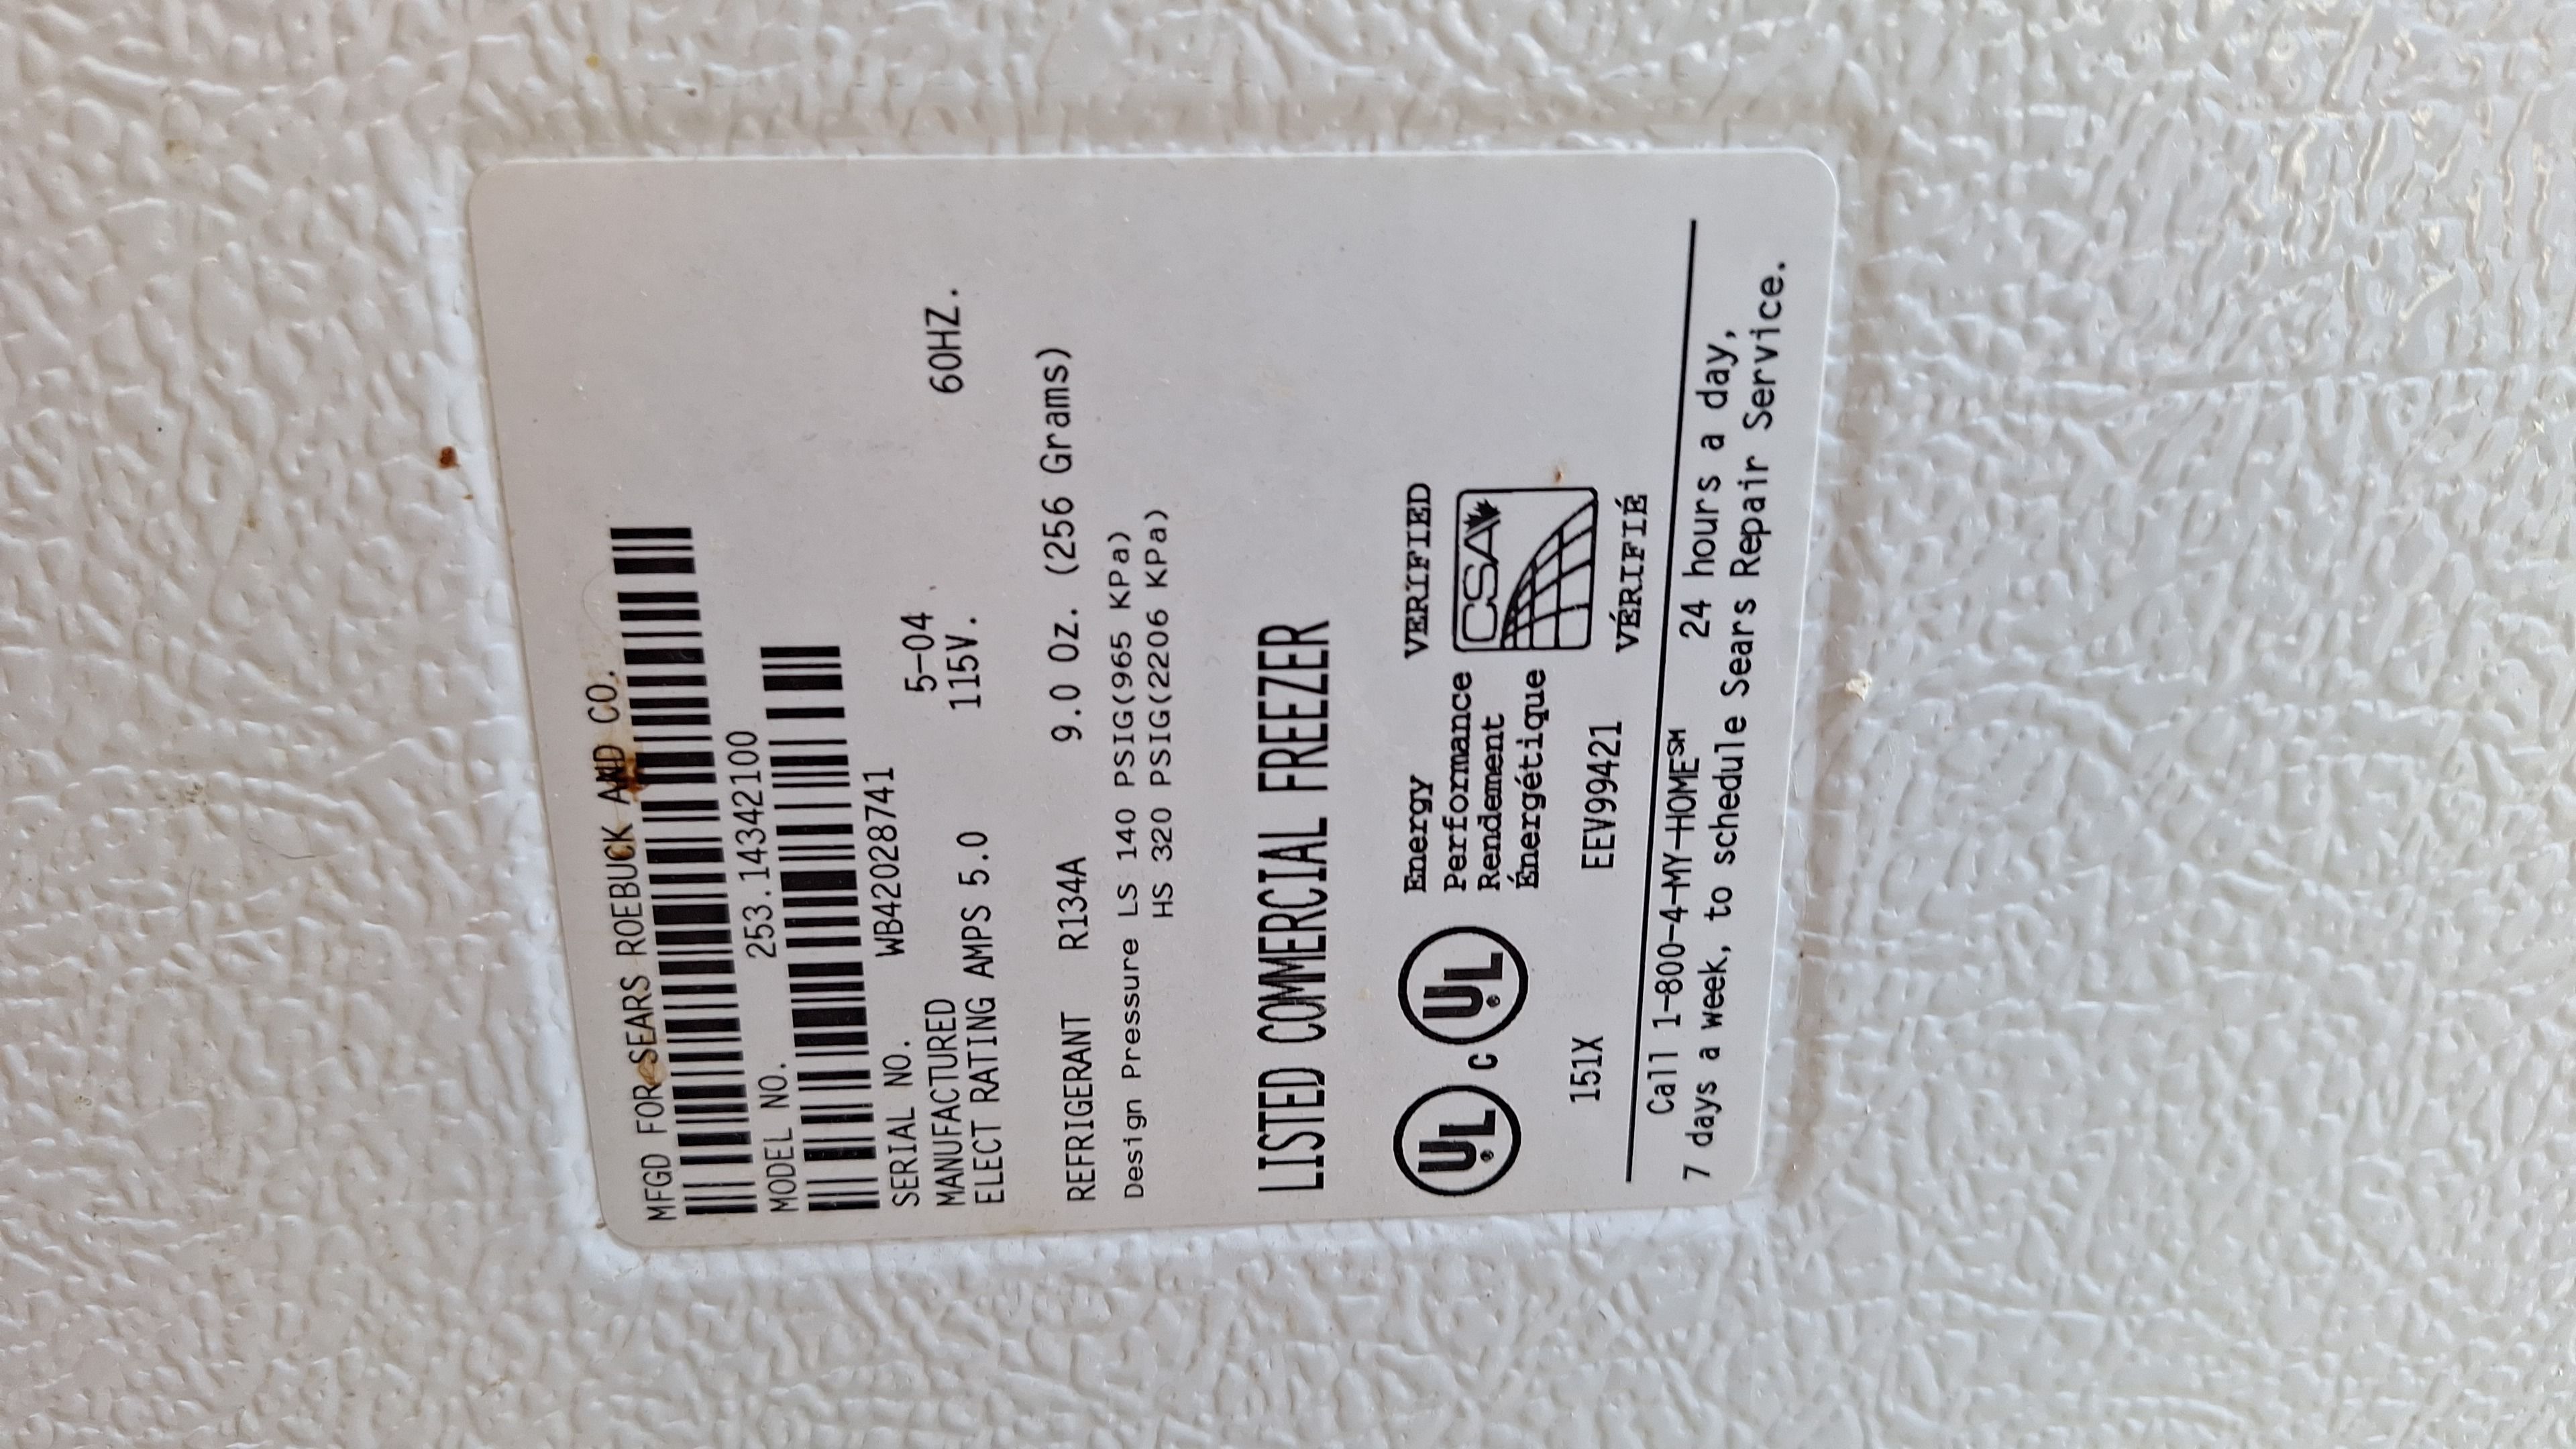 MFGD FOR SEARS ROEBUCK AND CO.
MODEL NO. 253.14342100
SERIAL NO. WB42028741
MANUFACTURED 5-04
ELECT RATING AMPS 5.0 115V. 60HZ.
REFRIGERANT R134A 9.0 Oz. (256 Grams)
Design Pressure LS 140 PSIG(965 KPa)
HS 320 PSIG(2206 KPa)
LISTED COMMERCIAL FREEZER
UL c UL
151X
Energy VERIFIED
Performance
Rendement
Énergétique
CSA
EEV99421 VÉRIFIÉ
Call 1-800-4-MY-HOME℠ 24 hours a day,
7 days a week, to schedule Sears Repair Service.